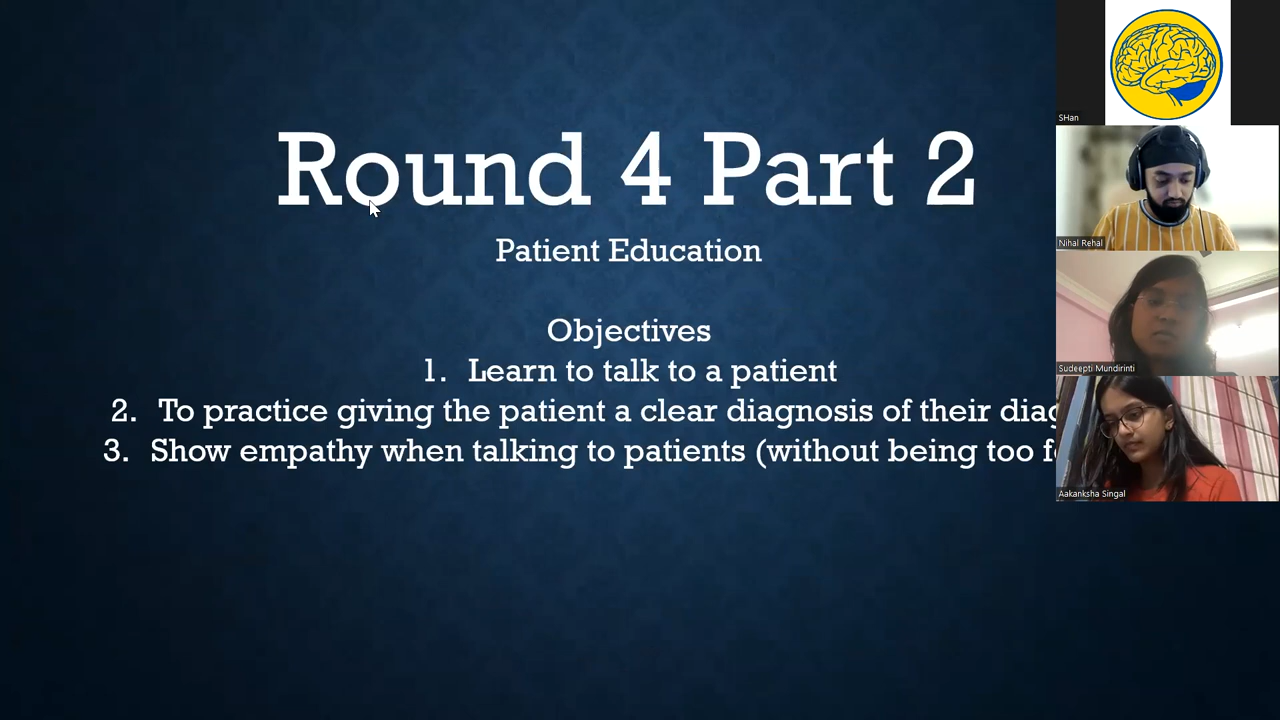 Round 4 Part 2
Patient Education
Objectives
1. Learn to talk to a patient
2. To practice giving the patient a clear diagnosis of their
3. Show empathy when talking to patients (without being too
SHan
Nihal Rehal
Sudeepti Mundirinti
Aakanksha Singal